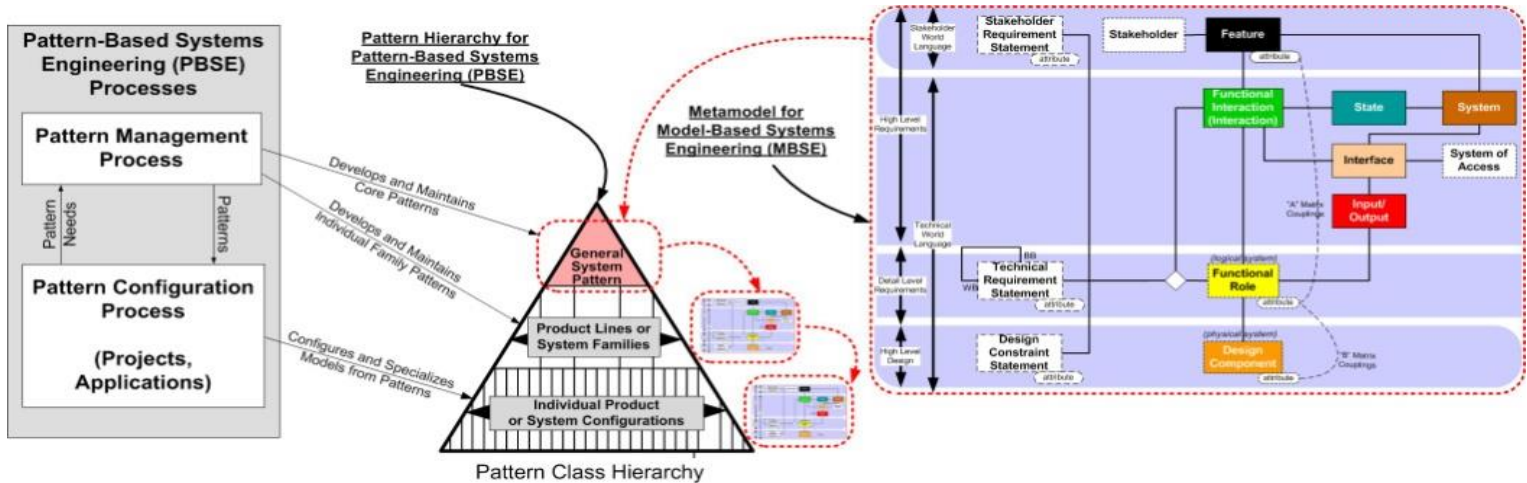 Pattern-Based Systems
Engineering (PBSE)
Processes
Pattern Management
Process
Pattern
Needs
Patterns
Pattern Configuration
Process
(Projects,
Applications)
Pattern Hierarchy for
Pattern-Based Systems
Engineering (PBSE)
Develops and Maintains
Core Patterns
Develops and Maintains
Individual Family Patterns
Configures and Specializes
Models from Patterns
General
System
Pattern
Product Lines or
System Families
Individual Product
or System Configurations
Pattern Class Hierarchy
Metamodel for
Model-Based Systems
Engineering (MBSE)
Stakeholder
World
Language
High Level
Requirements
Technical
World
Language
Detail Level
Requirements
High Level
Design
Stakeholder
Requirement
Statement
attribute
Stakeholder
Feature
attribute
Functional
Interaction
(Interaction)
State
System
Interface
System of
Access
Input/
Output
"A" Matrix
Couplings
BB
WB
Technical
Requirement
Statement
attribute
(logical system)
Functional
Role
attribute
Design
Constraint
Statement
attribute
(physical system)
Design
Component
attribute
"B" Matrix
Couplings